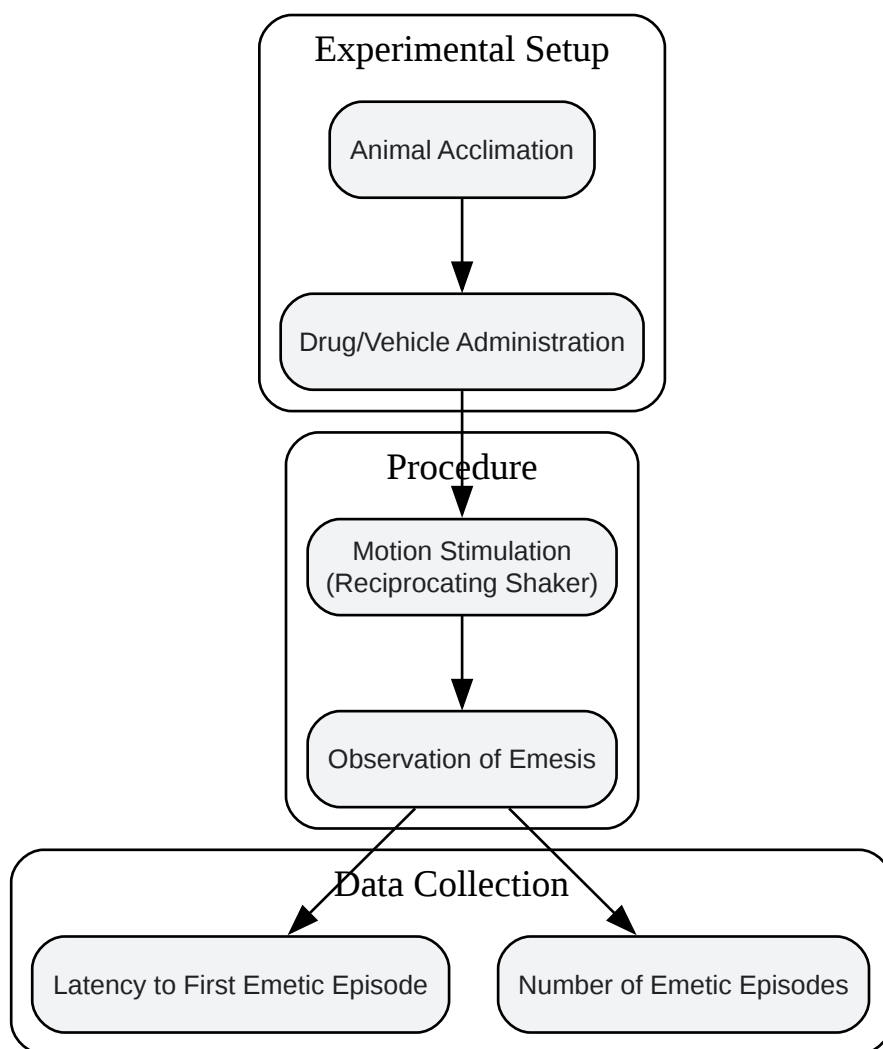 Experimental Setup
Animal Acclimation
Drug/Vehicle Administration
Procedure
Motion Stimulation
(Reciprocating Shaker)
Observation of Emesis
Data Collection
Latency to First Emetic Episode
Number of Emetic Episodes